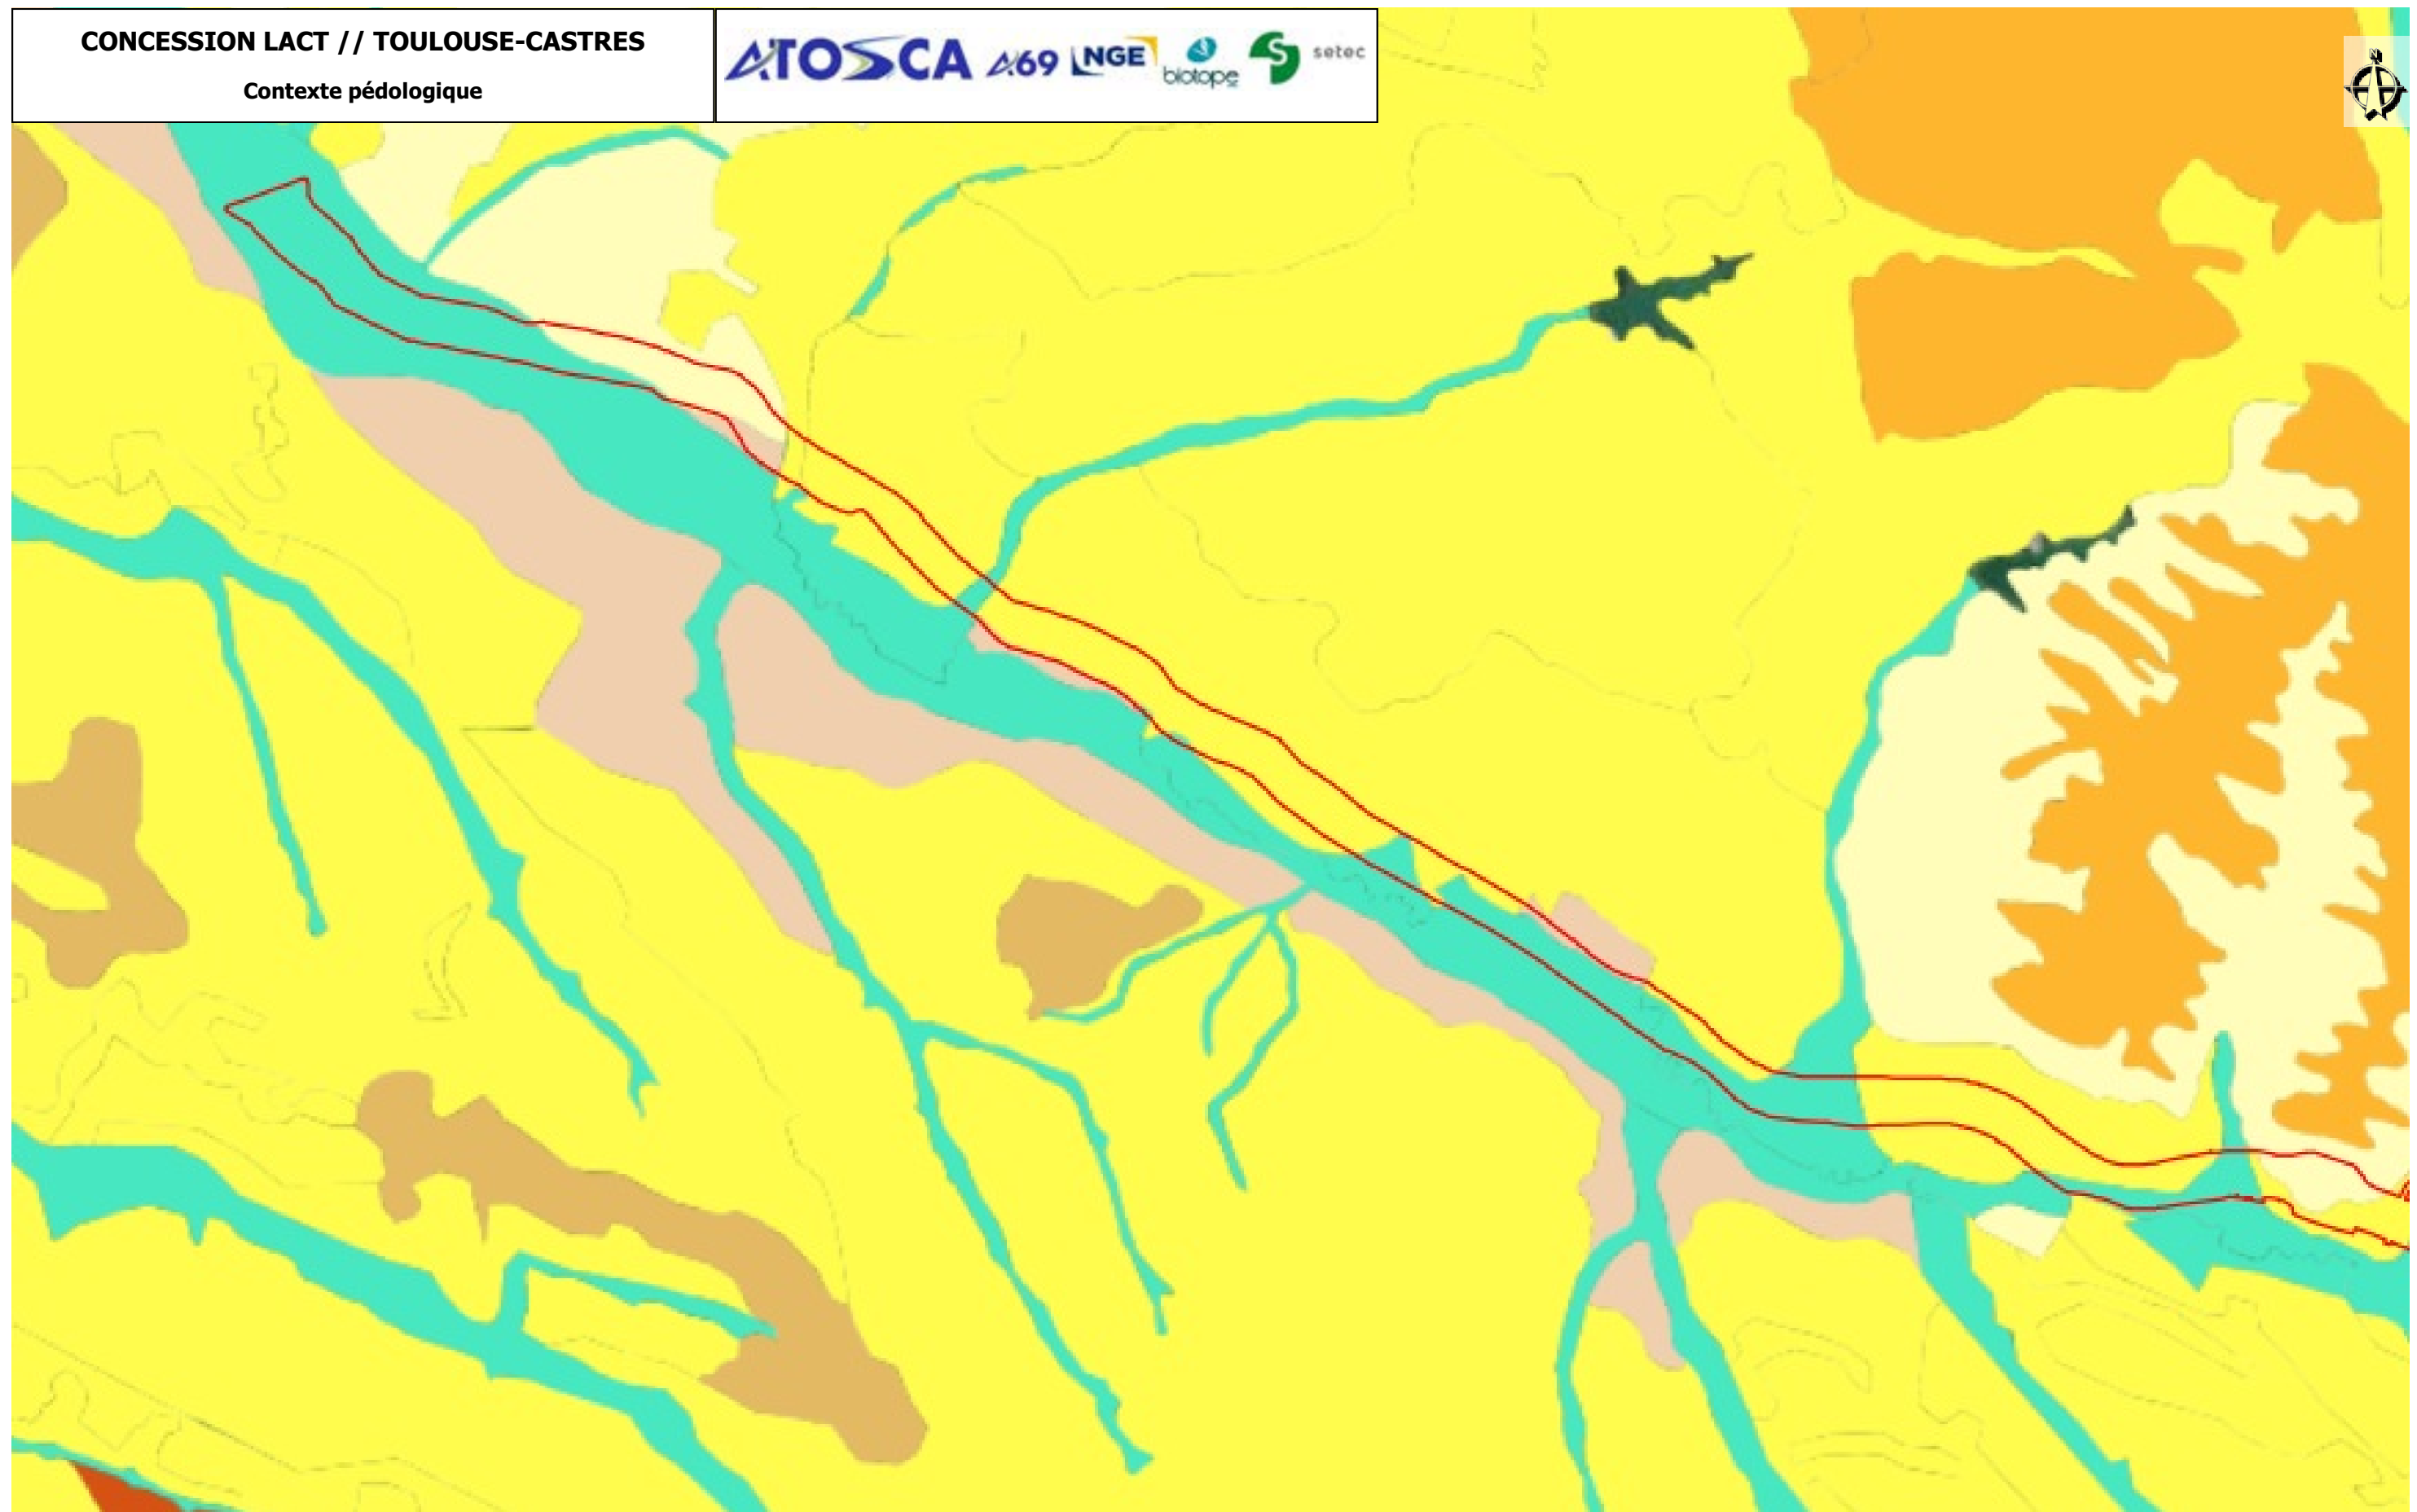 CONCESSION LACT // TOULOUSE-CASTRES
Contexte pédologique
ATOSCA A69 NGE biotope setec
N